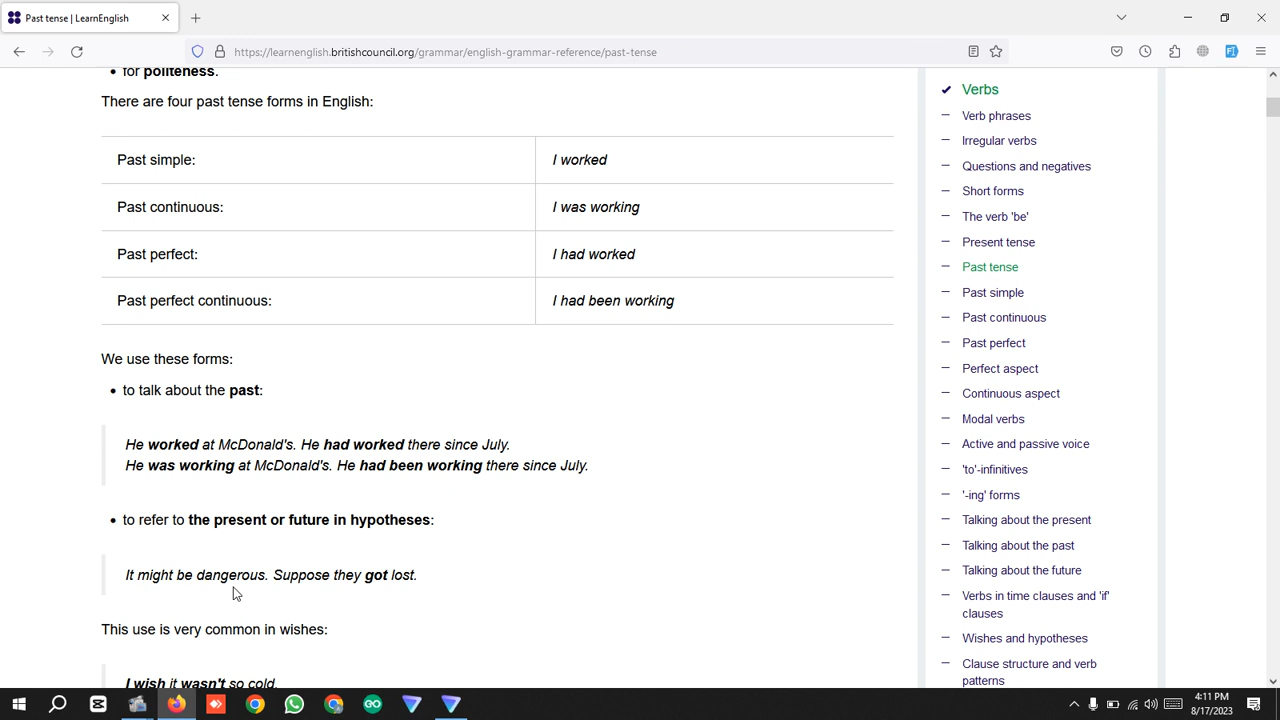 Past tense | LearnEnglish
https://learnenglish.britishcouncil.org/grammar/english-grammar-reference/past-tense
for politeness.
There are four past tense forms in English:
Past simple: I worked
Past continuous: I was working
Past perfect: I had worked
Past perfect continuous: I had been working
We use these forms:
to talk about the past:
He worked at McDonald's. He had worked there since July.
He was working at McDonald's. He had been working there since July.
to refer to the present or future in hypotheses:
It might be dangerous. Suppose they got lost.
This use is very common in wishes:
I wish it wasn't so cold.
Verbs
Verb phrases
Irregular verbs
Questions and negatives
Short forms
The verb 'be'
Present tense
Past tense
Past simple
Past continuous
Past perfect
Perfect aspect
Continuous aspect
Modal verbs
Active and passive voice
'to'-infinitives
'-ing' forms
Talking about the present
Talking about the past
Talking about the future
Verbs in time clauses and 'if'
clauses
Wishes and hypotheses
Clause structure and verb
patterns
4:11 PM
8/17/2023